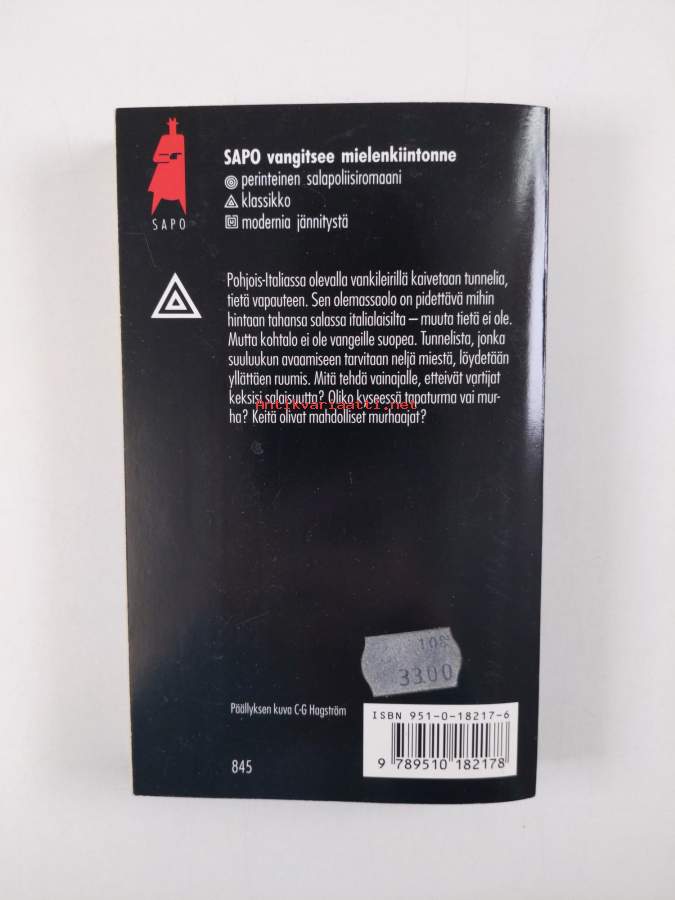 SAPO
SAPO vangitsee mielenkiintonne
perinteinen salapoliisiromaani
klassikko
modernia jännitystä
Pohjois-Italiassa olevalla vankileirillä kaivetaan tunnelia,
tietä vapauteen. Sen olemassaolo on pidettävä mihin
hintaan tahansa salassa italialaisilta – muuta tietä ei ole.
Mutta kohtalo ei ole vangeille suopea. Tunnelista, jonka
suuluukun avaamiseen tarvitaan neljä miestä, löydetään
yllättäen ruumis. Mitä tehdä vainajalle, etteivät vartijat
keksisi salaisuutta? Oliko kyseessä tapaturma vai mur-
ha? Keitä olivat mahdolliset murhaajat?
Antikvariaatti.net
33.00
Päällyksen kuva C-G Hagström
845
ISBN 951-0-18217-6
9 789510 182178